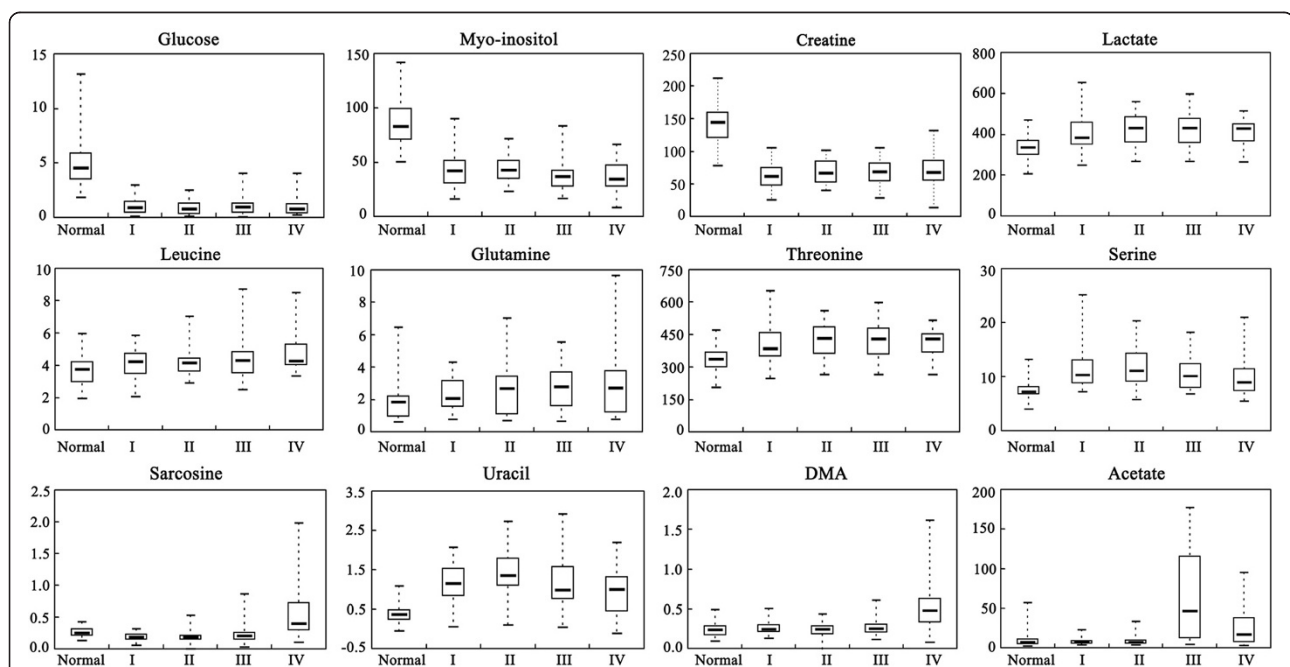 Glucose Myo-inositol Creatine Lactate
15 150 250 800
200
10 100 600
150
400
5 50 100
50 200
0 0 0 0
Normal I II III IV Normal I II III IV Normal I II III IV Normal I II III IV
Leucine Glutamine Threonine Serine
10 10 750 30
8 8 600
6 6 450 20
4 4 300 10
2 2 150
0 0 0 0
Normal I II III IV Normal I II III IV Normal I II III IV Normal I II III IV
Sarcosine Uracil DMA Acetate
2.5 3.5 2.0 200
2.0 2.5 1.5 150
1.5
1.5 1.0 100
1.0
0.5 0.5 0.5 50
0.0 -0.5 0.0 0
Normal I II III IV Normal I II III IV Normal I II III IV Normal I II III IV